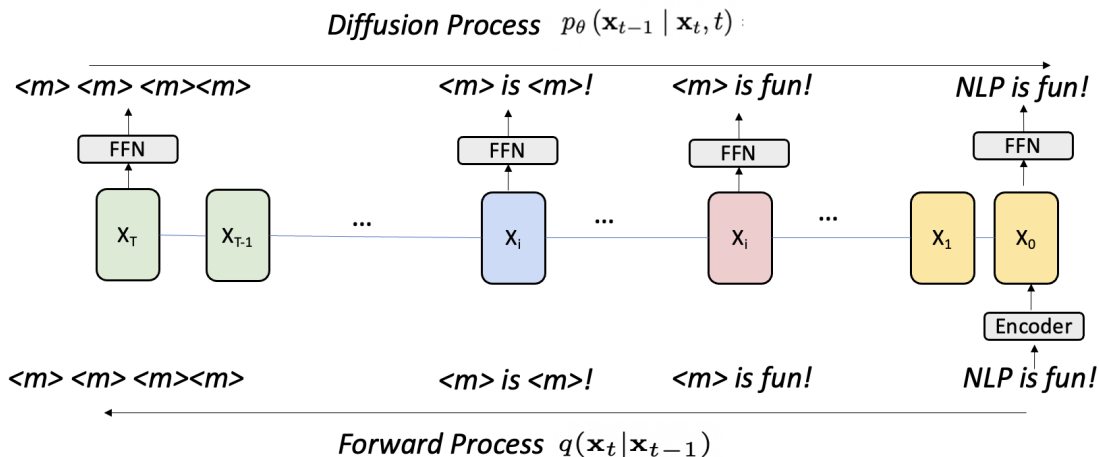 Diffusion Process pθ (xt−1 | xt, t) :
<m> <m> <m><m> <m> is <m>! <m> is fun! NLP is fun!
FFN FFN FFN FFN
... ... ...
XT XT-1 Xi Xi X1 X0
Encoder
<m> <m> <m><m> <m> is <m>! <m> is fun! NLP is fun!
Forward Process q(xt|xt−1)